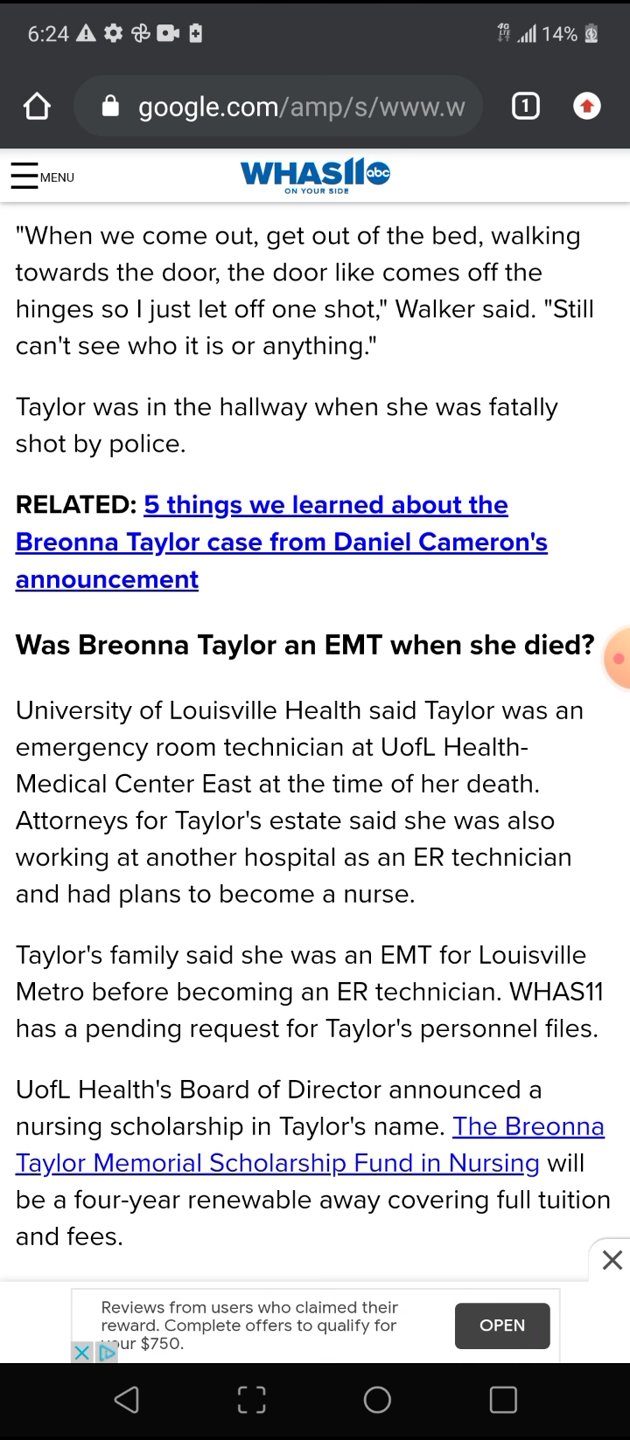 6:24
4G LTE 14%
google.com/amp/s/www.w
1
MENU
WHAS11 abc
ON YOUR SIDE
"When we come out, get out of the bed, walking
towards the door, the door like comes off the
hinges so I just let off one shot," Walker said. "Still
can't see who it is or anything."
Taylor was in the hallway when she was fatally
shot by police.
RELATED: 5 things we learned about the
Breonna Taylor case from Daniel Cameron's
announcement
Was Breonna Taylor an EMT when she died?
University of Louisville Health said Taylor was an
emergency room technician at UofL Health-
Medical Center East at the time of her death.
Attorneys for Taylor's estate said she was also
working at another hospital as an ER technician
and had plans to become a nurse.
Taylor's family said she was an EMT for Louisville
Metro before becoming an ER technician. WHAS11
has a pending request for Taylor's personnel files.
UofL Health's Board of Director announced a
nursing scholarship in Taylor's name. The Breonna
Taylor Memorial Scholarship Fund in Nursing will
be a four-year renewable away covering full tuition
and fees.
Reviews from users who claimed their
reward. Complete offers to qualify for
your $750.
OPEN